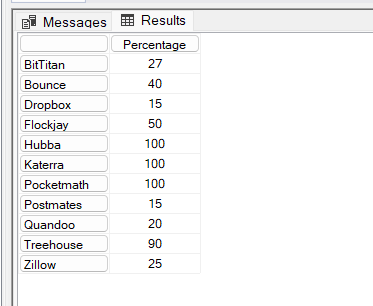 Messages Results
Percentage
BitTitan 27
Bounce 40
Dropbox 15
Flockjay 50
Hubba 100
Katerra 100
Pocketmath 100
Postmates 15
Quandoo 20
Treehouse 90
Zillow 25